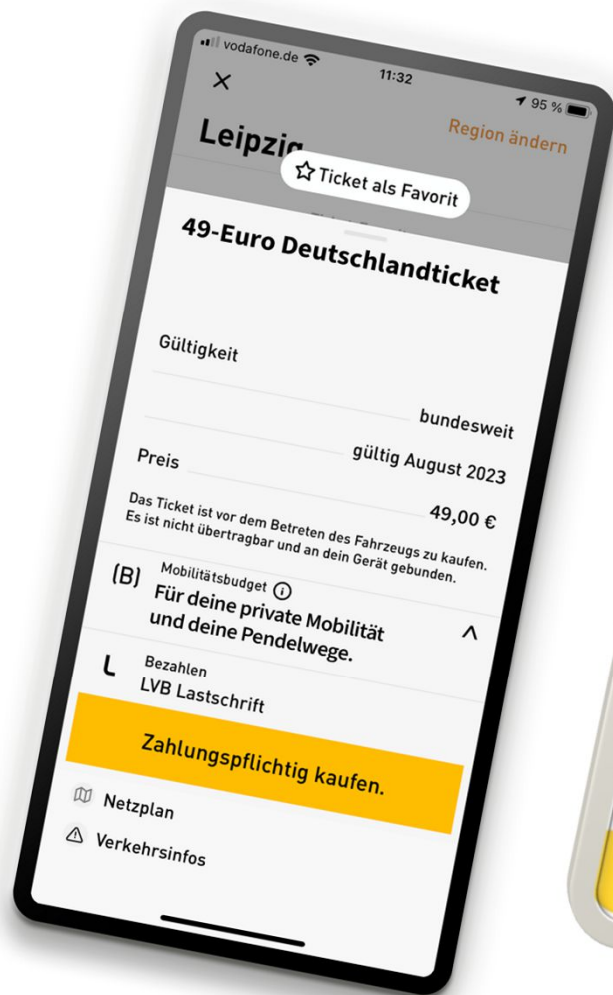 vodafone.de
11:32
95 %
Leipzig
Region ändern
Ticket als Favorit
49-Euro Deutschlandticket
Gültigkeit
bundesweit
gültig August 2023
Preis
49,00 €
Das Ticket ist vor dem Betreten des Fahrzeugs zu kaufen.
Es ist nicht übertragbar und an dein Gerät gebunden.
(B) Mobilitätsbudget
Für deine private Mobilität
und deine Pendelwege.
L Bezahlen
LVB Lastschrift
Zahlungspflichtig kaufen.
Netzplan
Verkehrsinfos